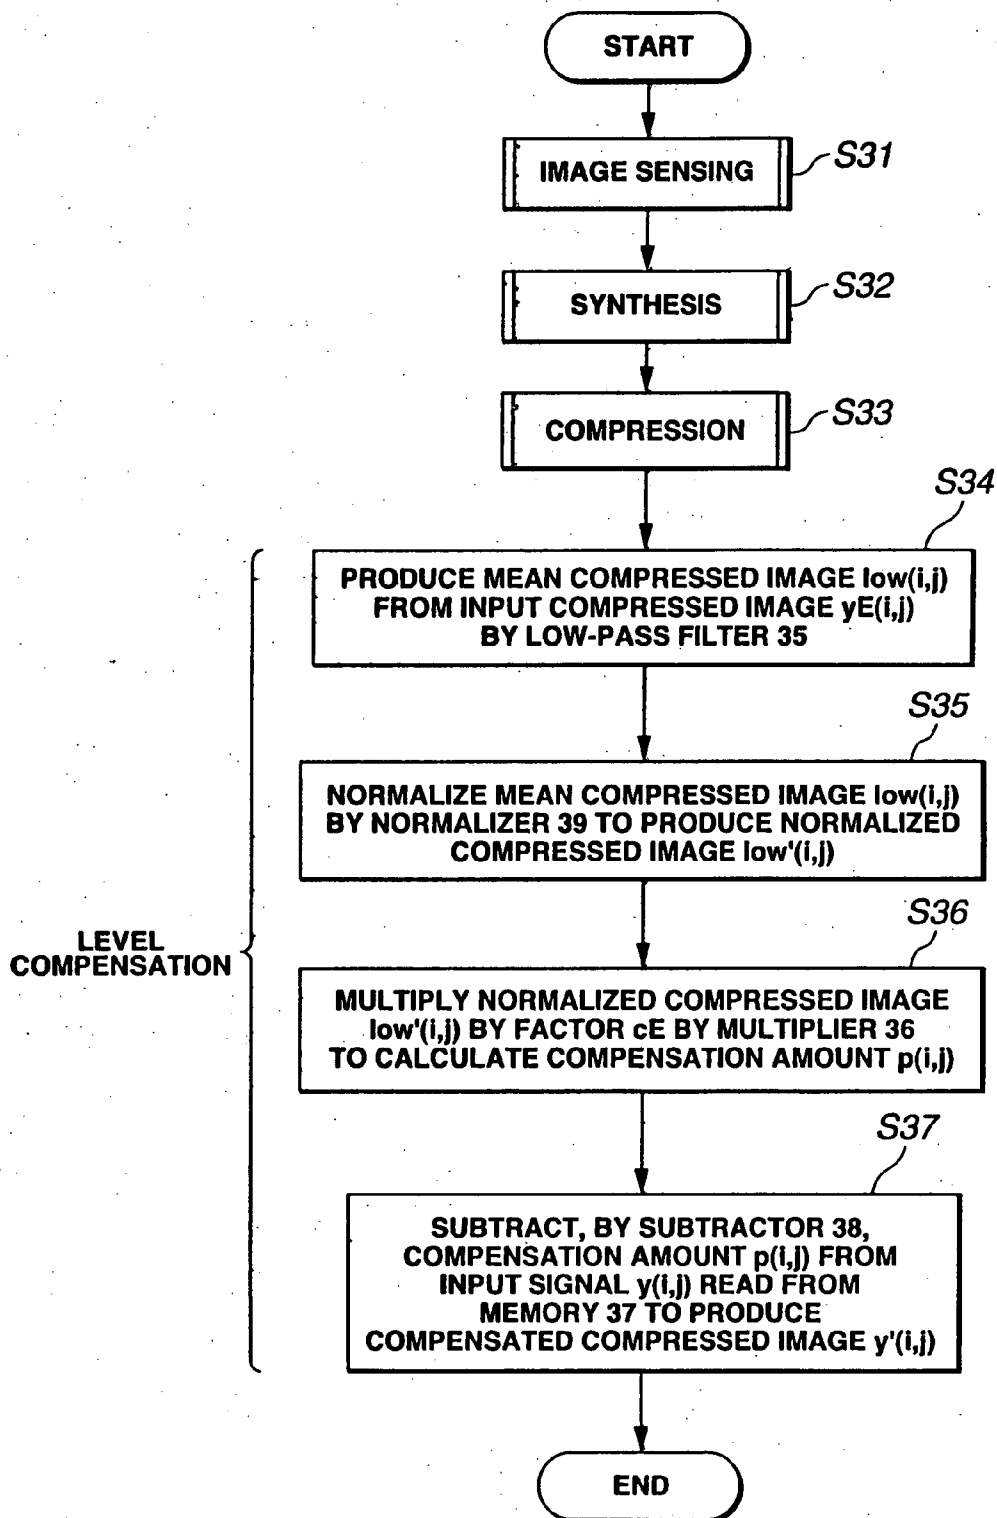 START
IMAGE SENSING
S31
SYNTHESIS
S32
COMPRESSION
S33
S34
PRODUCE MEAN COMPRESSED IMAGE low(i,j)
FROM INPUT COMPRESSED IMAGE yE(i,j)
BY LOW-PASS FILTER 35
S35
NORMALIZE MEAN COMPRESSED IMAGE low(i,j)
BY NORMALIZER 39 TO PRODUCE NORMALIZED
COMPRESSED IMAGE low'(i,j)
LEVEL
COMPENSATION
S36
MULTIPLY NORMALIZED COMPRESSED IMAGE
low'(i,j) BY FACTOR cE BY MULTIPLIER 36
TO CALCULATE COMPENSATION AMOUNT p(i,j)
S37
SUBTRACT, BY SUBTRACTOR 38,
COMPENSATION AMOUNT p(i,j) FROM
INPUT SIGNAL y(i,j) READ FROM
MEMORY 37 TO PRODUCE
COMPENSATED COMPRESSED IMAGE y'(i,j)
END